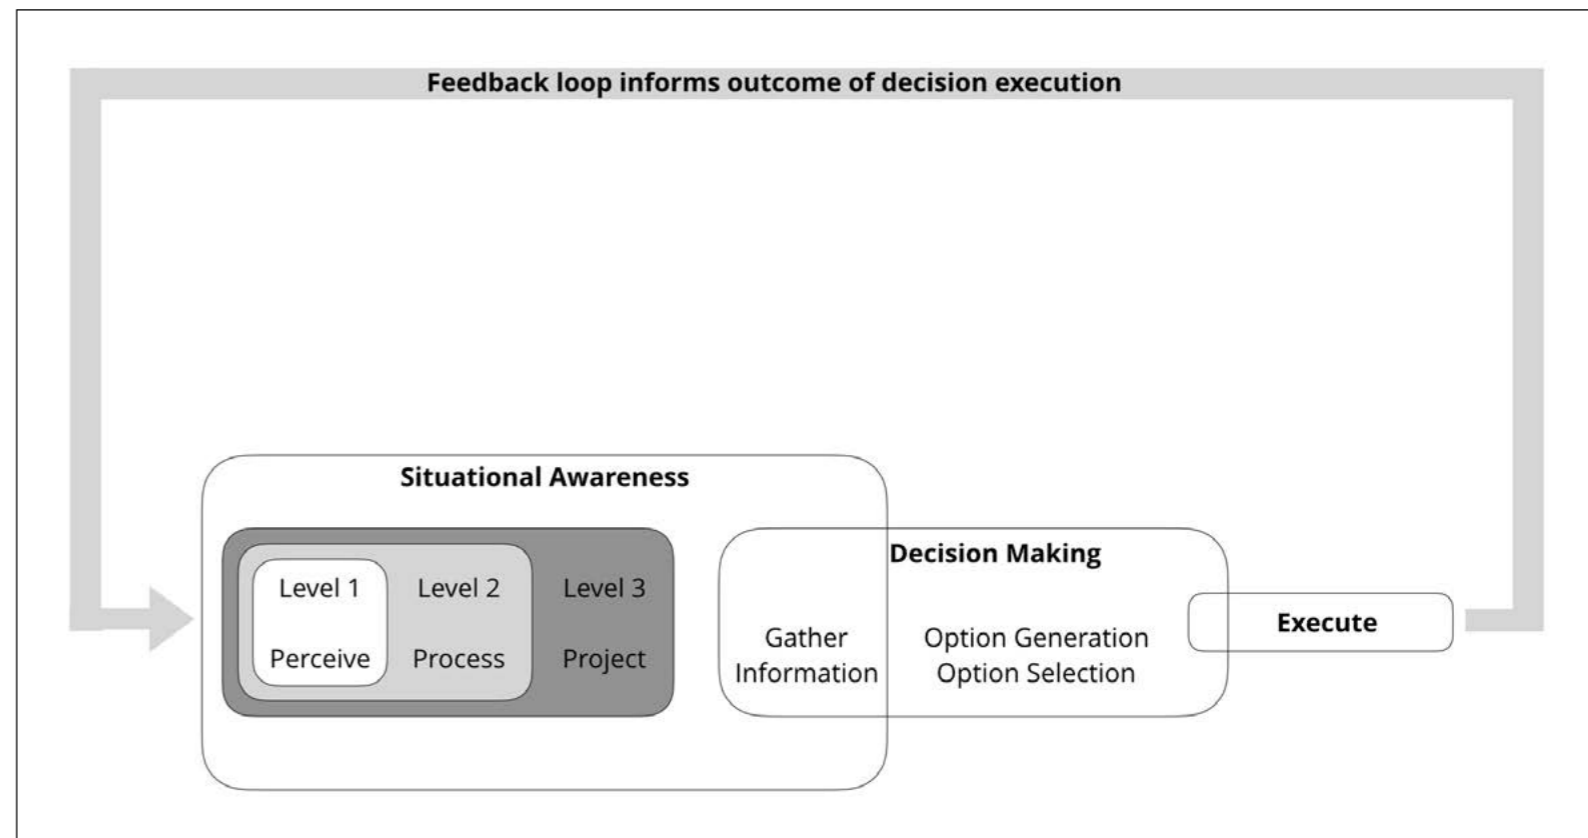 Feedback loop informs outcome of decision execution
Situational Awareness
Level 1
Perceive
Level 2
Process
Level 3
Project
Decision Making
Gather
Information
Option Generation
Option Selection
Execute